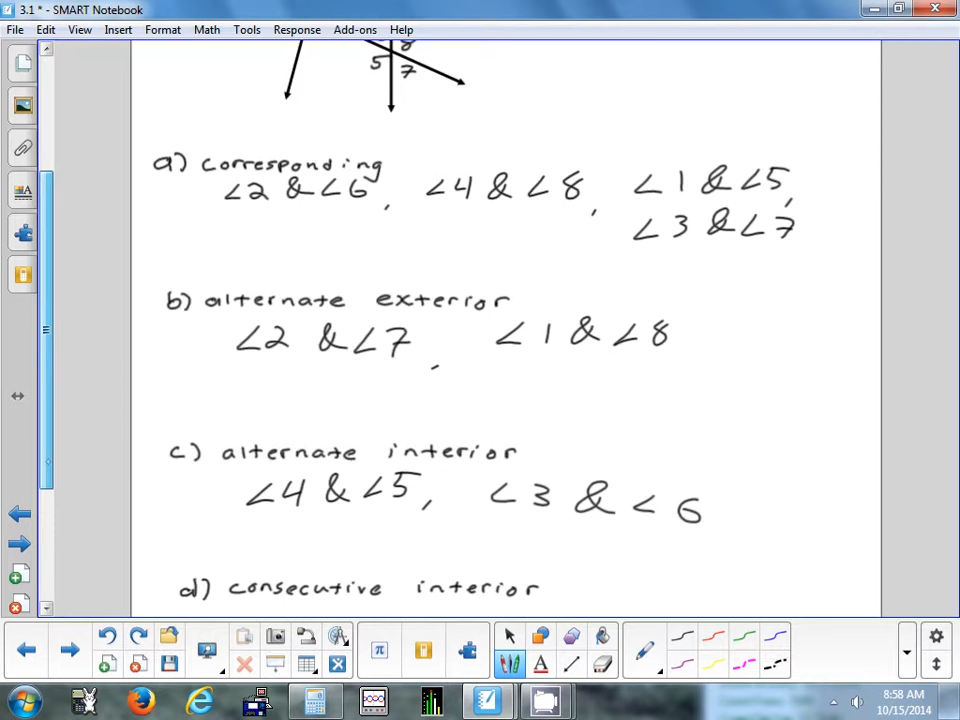 3.1 * - SMART Notebook
File Edit View Insert Format Math Tools Response Add-ons Help
8
5 7
a) corresponding
∠2 & ∠6, ∠4 & ∠8, ∠1 & ∠5,
∠3 & ∠7
b) alternate exterior
∠2 & ∠7, ∠1 & ∠8
c) alternate interior
∠4 & ∠5, ∠3 & ∠6
d) consecutive interior
8:58 AM
10/15/2014